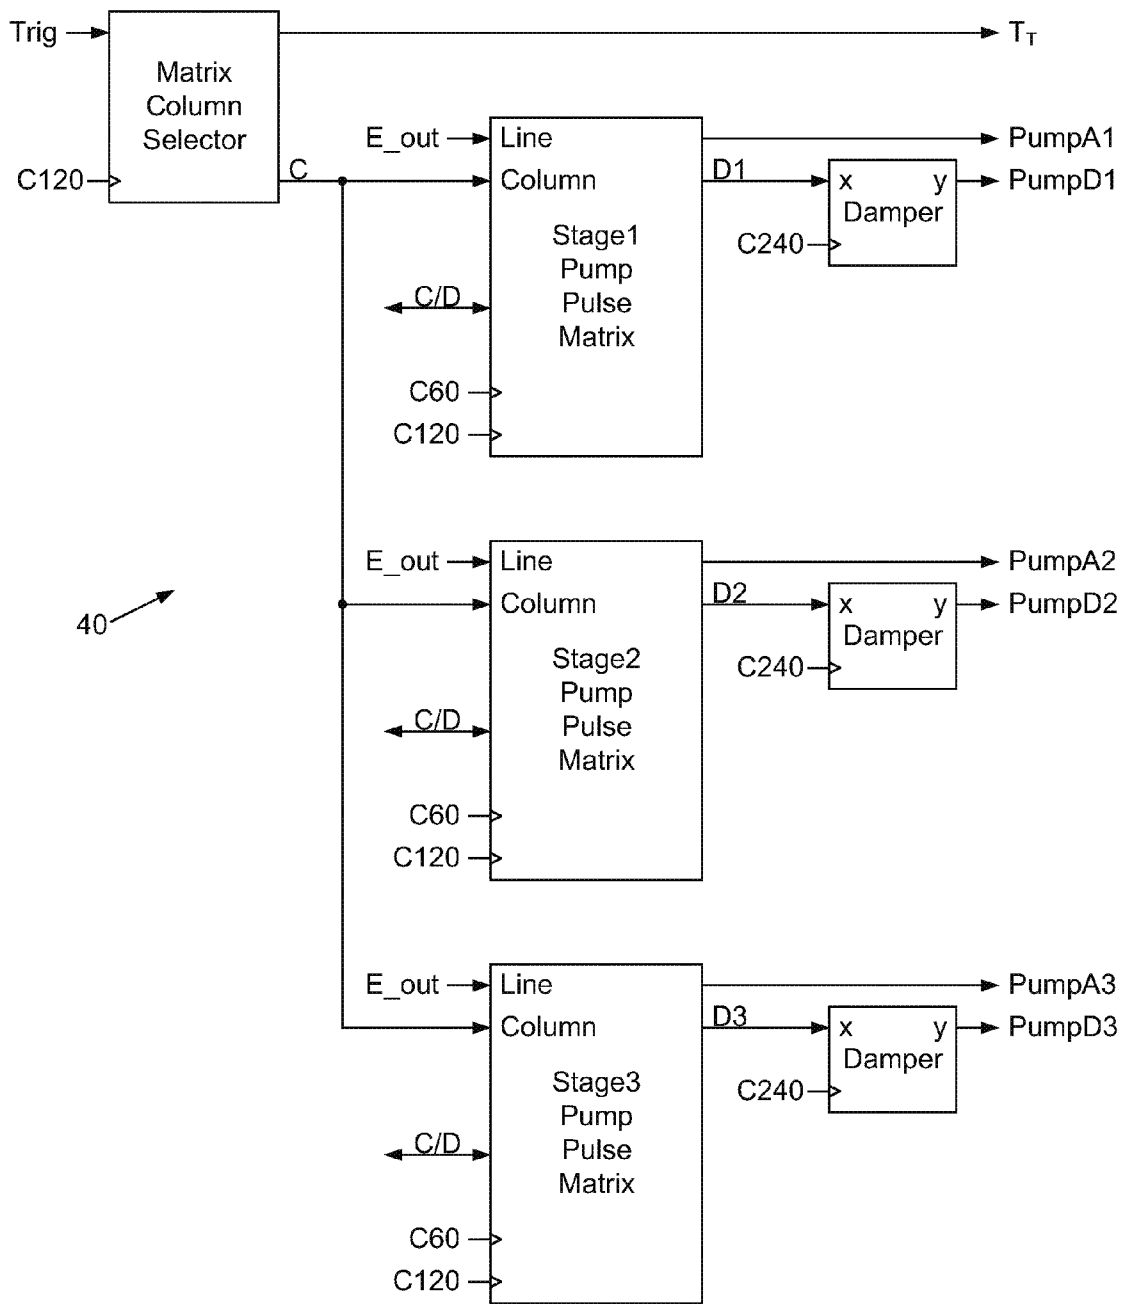 Trig
T_T
Matrix
Column
Selector
C120
C
E_out
Line
PumpA1
Column
D1
x y
PumpD1
Damper
C240
Stage1
Pump
Pulse
Matrix
C/D
C60
C120
E_out
Line
PumpA2
Column
D2
x y
PumpD2
Damper
C240
Stage2
Pump
Pulse
Matrix
C/D
C60
C120
40
E_out
Line
PumpA3
Column
D3
x y
PumpD3
Damper
C240
Stage3
Pump
Pulse
Matrix
C/D
C60
C120